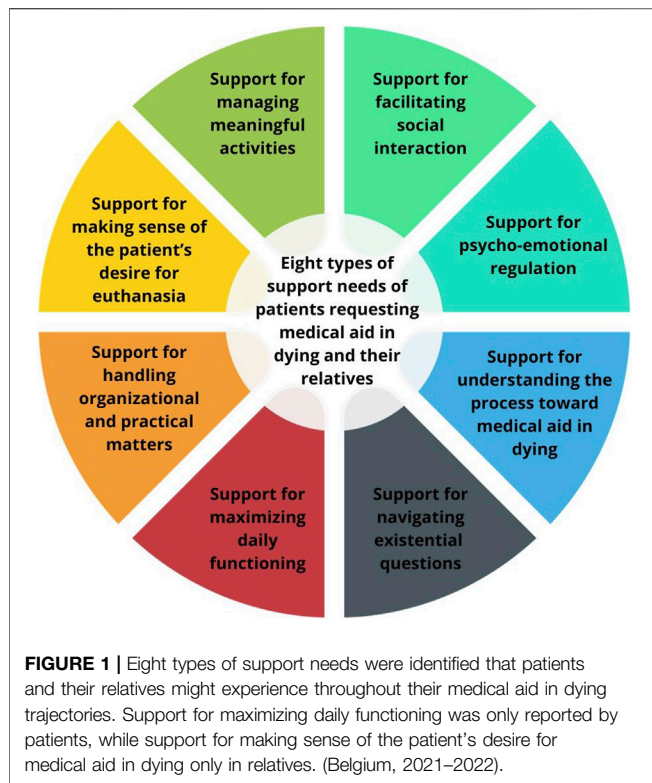 Support for
managing
meaningful
activities
Support for
facilitating
social
interaction
Support for
making sense of
the patient's
desire for
euthanasia
Support for
psycho-emotional
regulation
Eight types of
support needs of
patients requesting
medical aid in
dying and their
relatives
Support for
handling
organizational
and practical
matters
Support for
understanding the
process toward
medical aid in
dying
Support for
maximizing
daily
functioning
Support for
navigating
existential
questions
FIGURE 1 | Eight types of support needs were identified that patients
and their relatives might experience throughout their medical aid in dying
trajectories. Support for maximizing daily functioning was only reported by
patients, while support for making sense of the patient's desire for
medical aid in dying only in relatives. (Belgium, 2021–2022).